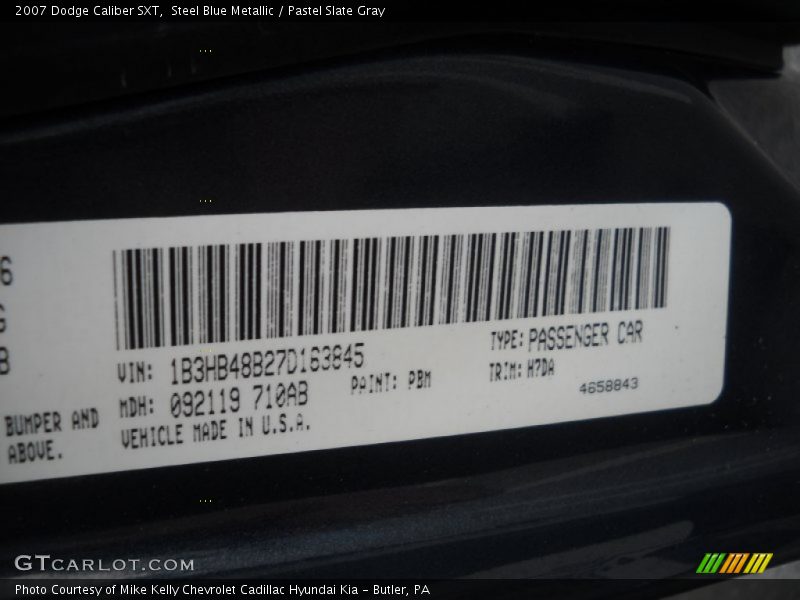 2007 Dodge Caliber SXT,  Steel Blue Metallic / Pastel Slate Gray
6
B
BUMPER AND
ABOVE.
VIN: 1B3HB48B27D163845
MDH: 092119 710AB
VEHICLE MADE IN U.S.A.
PAINT: PBM
TYPE: PASSENGER CAR
TRIM: H7DA
4658843
GTCARLOT.COM
Photo Courtesy of Mike Kelly Chevrolet Cadillac Hyundai Kia - Butler, PA